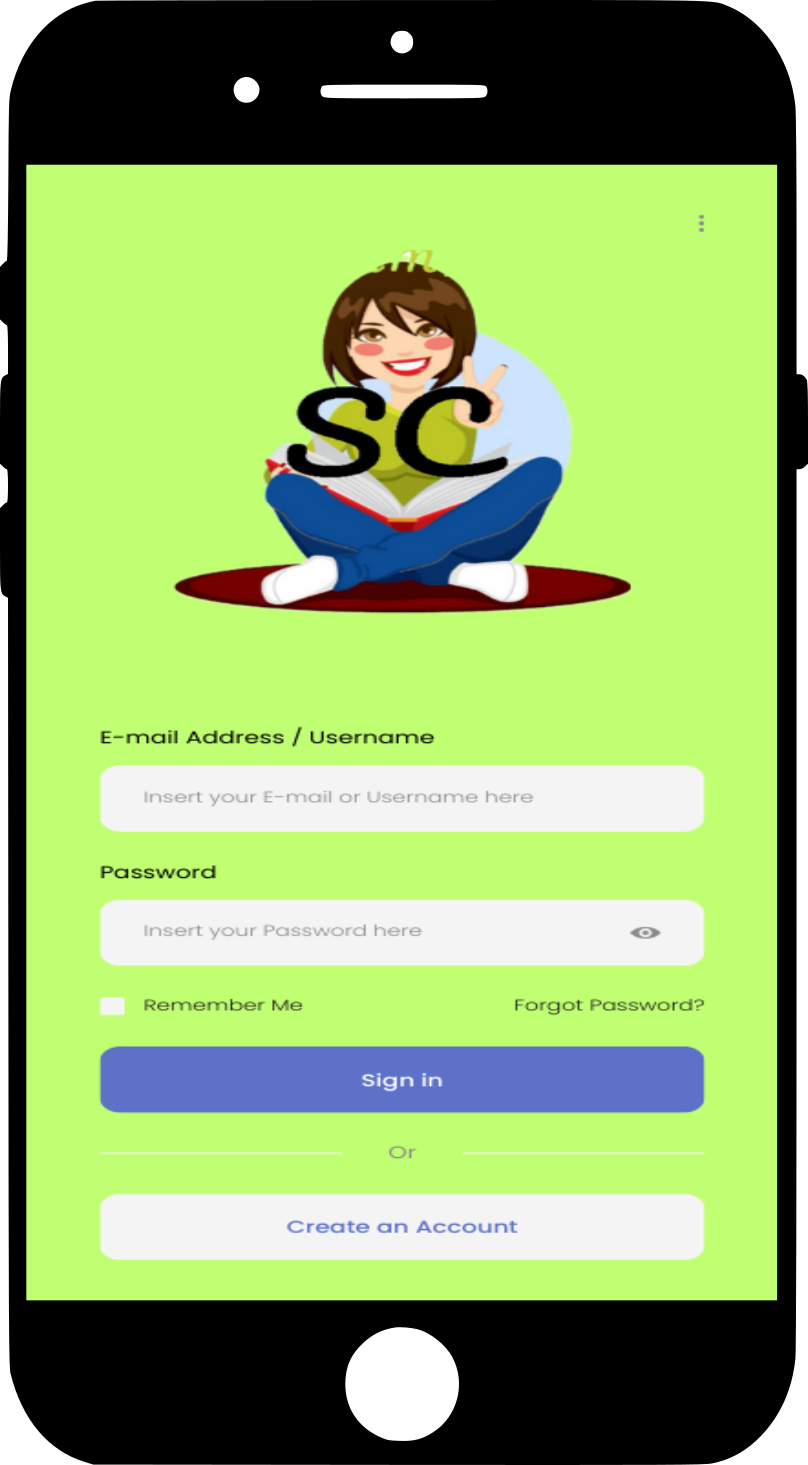 SC
E-mail Address / Username
Insert your E-mail or Username here
Password
Insert your Password here
Remember Me
Forgot Password?
Sign in
Or
Create an Account